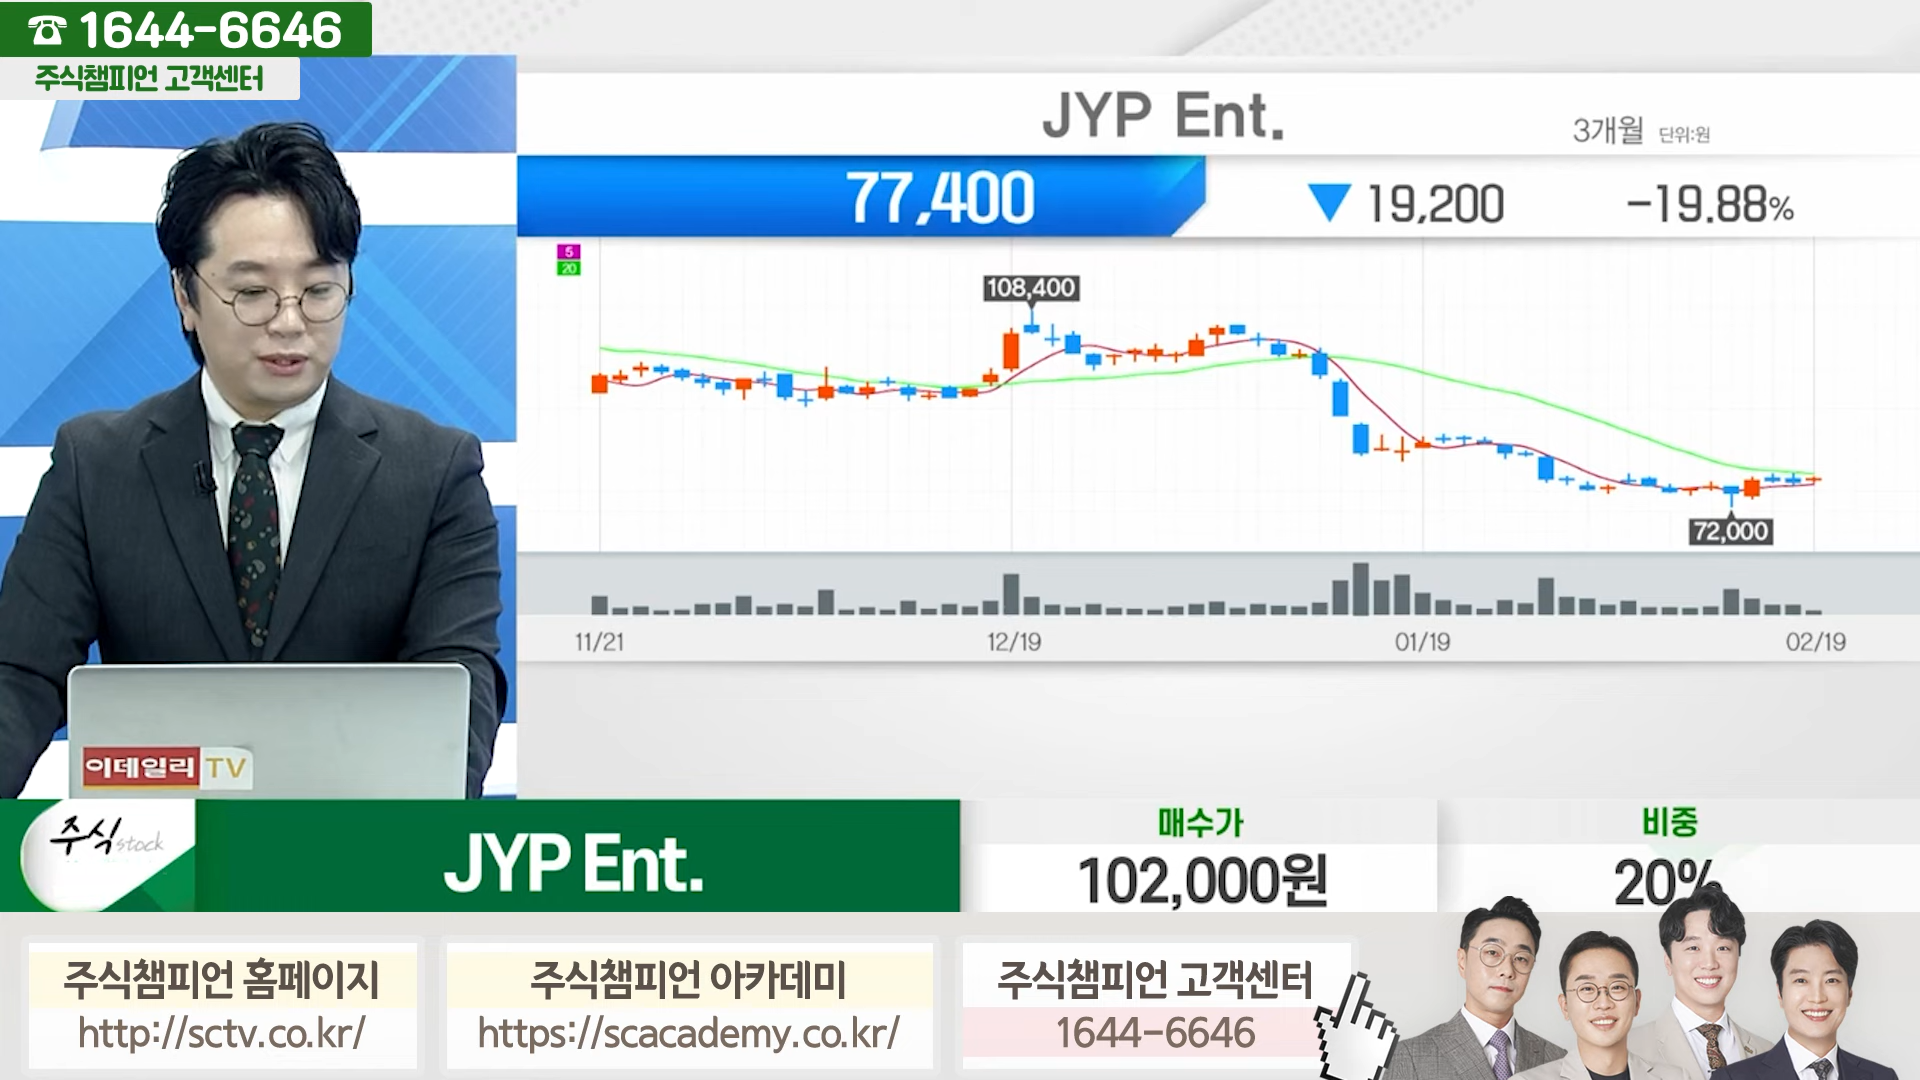 ☎ 1644-6646
주식챔피언 고객센터
JYP Ent.
3개월 단위:원
77,400
▼ 19,200
-19.88%
5
20
108,400
72,000
11/21
12/19
01/19
02/19
이데일리 TV
주식 stock
JYP Ent.
매수가
102,000원
비중
20%
주식챔피언 홈페이지
http://sctv.co.kr/
주식챔피언 아카데미
https://scacademy.co.kr/
주식챔피언 고객센터
1644-6646